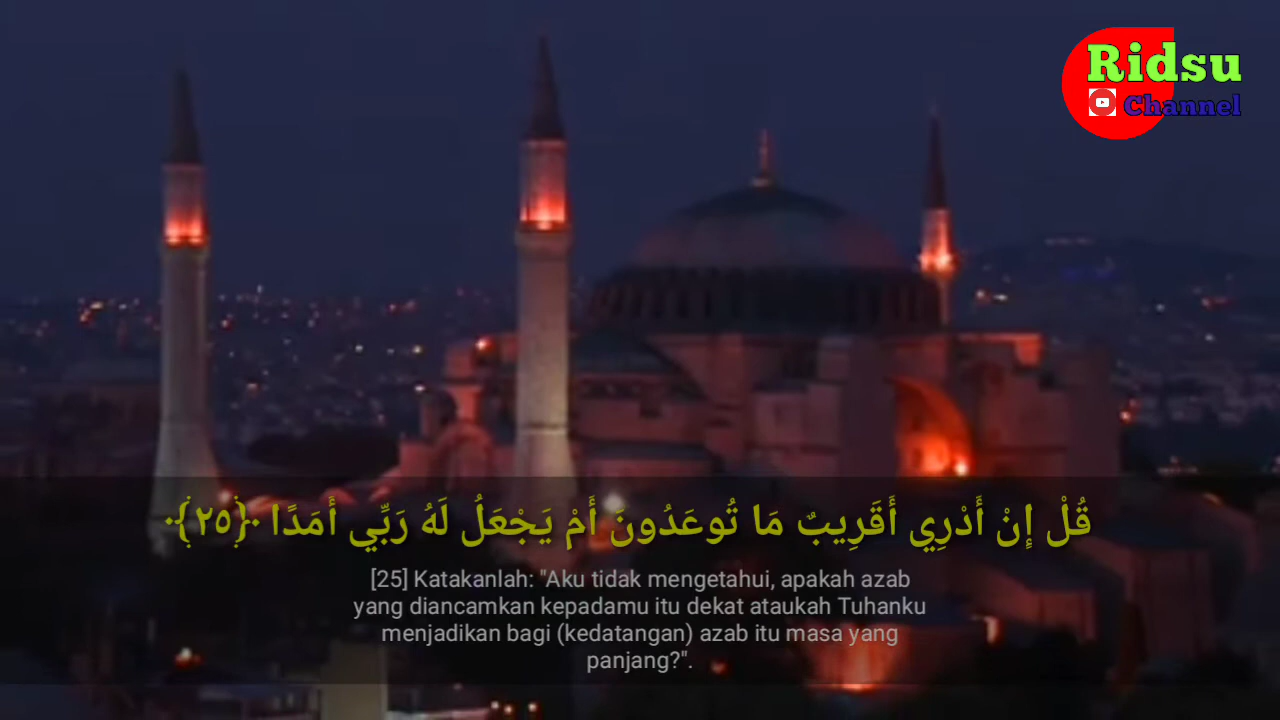 Ridsu
Channel
قُلْ إِنْ أَدْرِي أَقَرِيبٌ مَا تُوعَدُونَ أَمْ يَجْعَلُ لَهُ رَبِّي أَمَدًا ﴿٢٥﴾
[25] Katakanlah: "Aku tidak mengetahui, apakah azab
yang diancamkan kepadamu itu dekat ataukah Tuhanku
menjadikan bagi (kedatangan) azab itu masa yang
panjang?".